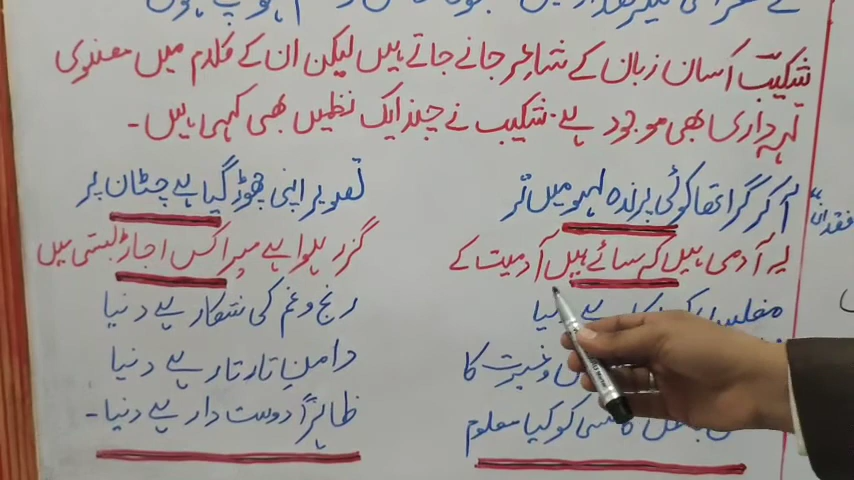 شکیب آسان زبان کے شاعر جانے جاتے ہیں لیکن ان کے کلام میں معنوی
تہہ داری بھی موجود ہے۔ شکیب نے چند ایک نظمیں بھی کہی ہیں۔
آ کر گرا تھا کوئی پرندہ لہو میں تر تصویر اپنی چھوڑ گیا ہے چٹان پر
یہ آدمی ہیں کہ سائے ہیں آدمیت کے گزر ہوا ہے میرا کس اجاڑ بستی میں
رنج و غم کی شکار ہے دنیا
غیرت کا دامنِ تار تار ہے دنیا
کسی کو کیا معلوم ظاہراً دوست دار ہے دنیا۔